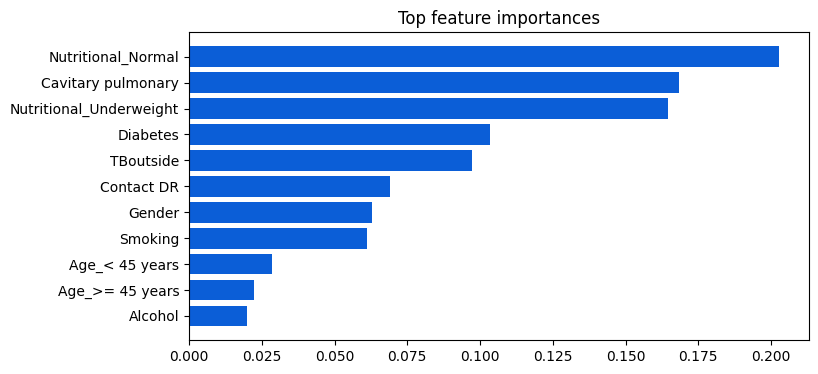 Top feature importances
Nutritional_Normal
Cavitary pulmonary
Nutritional_Underweight
Diabetes
TBoutside
Contact DR
Gender
Smoking
Age_< 45 years
Age_>= 45 years
Alcohol
0.000 0.025 0.050 0.075 0.100 0.125 0.150 0.175 0.200